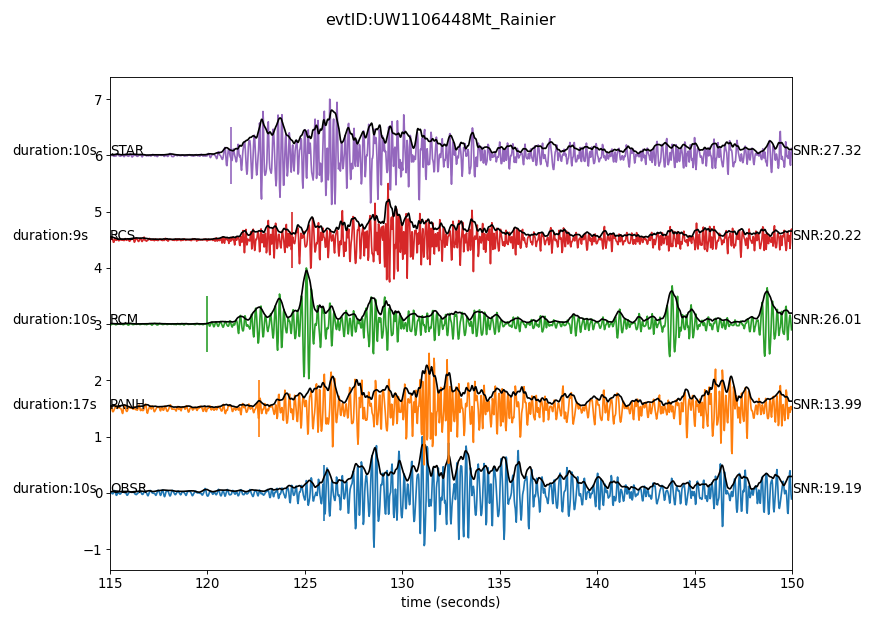 evtID:UW1106448Mt_Rainier
7
duration:10s STAR 6 SNR:27.32
5
duration:9s RCS SNR:20.22
4
duration:10s RCM 3 SNR:26.01
2
duration:17s PANH SNR:13.99
1
duration:10s OBSR 0 SNR:19.19
−1
115 120 125 130 135 140 145 150
time (seconds)